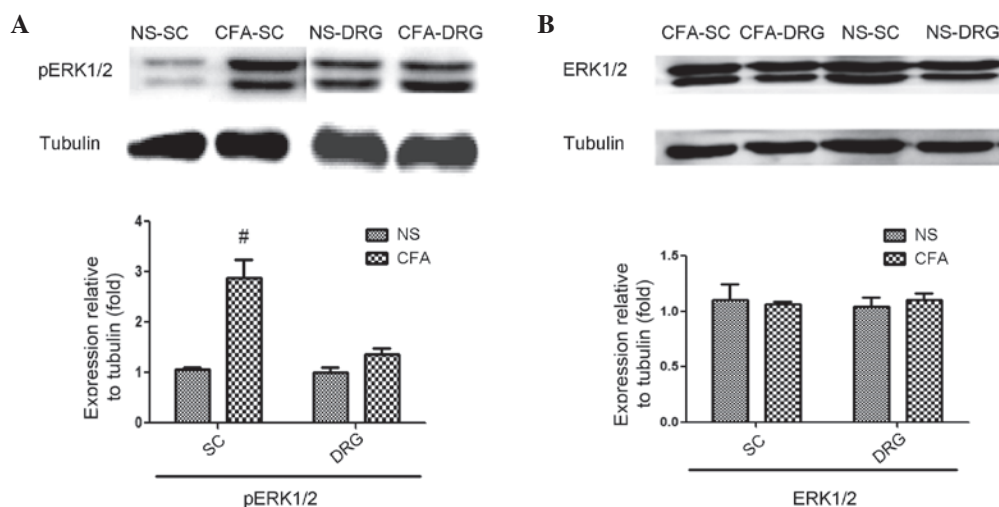 A
NS-SC CFA-SC NS-DRG CFA-DRG
pERK1/2
Tubulin
4
3
2
1
0
Expression relative
to tubulin (fold)
#
NS
CFA
SC DRG
pERK1/2
B
CFA-SC CFA-DRG NS-SC NS-DRG
ERK1/2
Tubulin
1.5
1.0
0.5
0.0
Expression relative
to tubulin (fold)
NS
CFA
SC DRG
ERK1/2